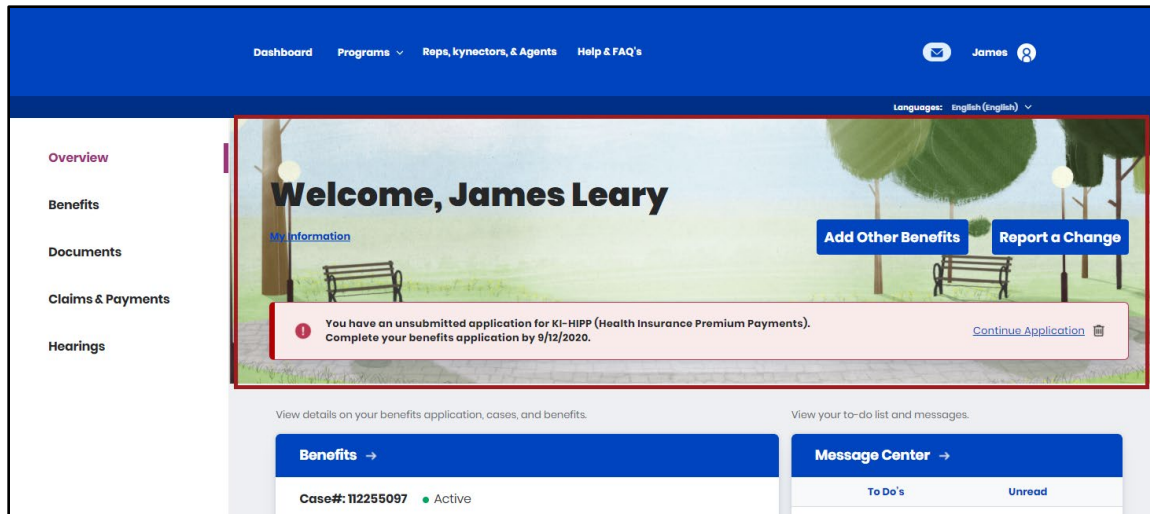 Dashboard Programs Reps, kynectors, & Agents Help & FAQ's James
Languages: English (English)
Overview
Benefits
Documents
Claims & Payments
Hearings
Welcome, James Leary
My Information
Add Other Benefits Report a Change
You have an unsubmitted application for KI-HIPP (Health Insurance Premium Payments).
Complete your benefits application by 9/12/2020.
Continue Application
View details on your benefits application, cases, and benefits.
Benefits →
Case#: 112255097 ● Active
View your to-do list and messages.
Message Center →
To Do's Unread